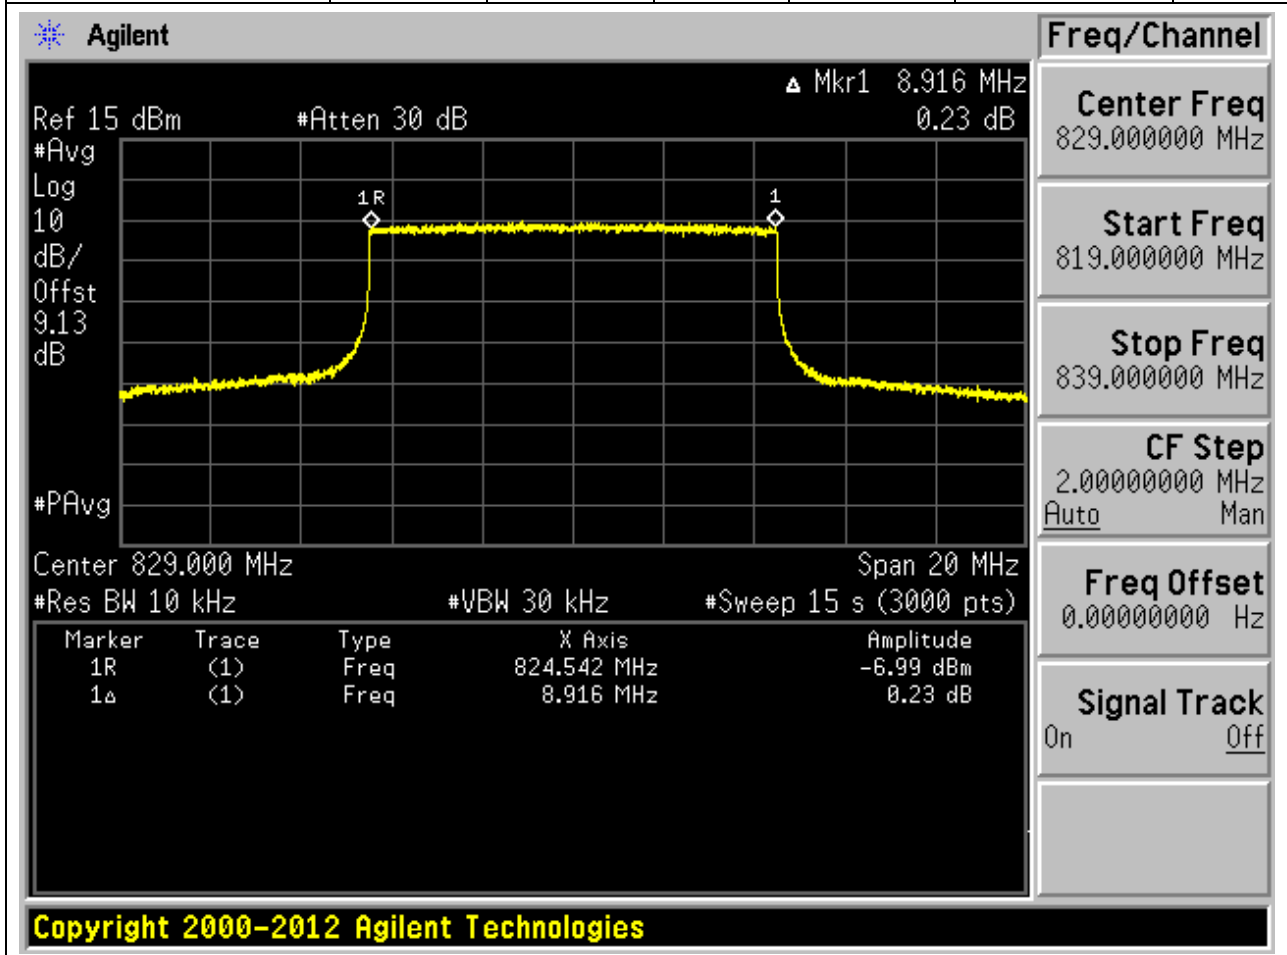 Agilent
Freq/Channel
Δ Mkr1 8.916 MHz
Ref 15 dBm #Atten 30 dB 0.23 dB
#Avg
Log
10
dB/
Offst
9.13
dB
1R
1
#PAvg
Center 829.000 MHz Span 20 MHz
#Res BW 10 kHz #VBW 30 kHz #Sweep 15 s (3000 pts)
Marker Trace Type X Axis Amplitude
1R (1) Freq 824.542 MHz -6.99 dBm
1Δ (1) Freq 8.916 MHz 0.23 dB
Center Freq
829.000000 MHz
Start Freq
819.000000 MHz
Stop Freq
839.000000 MHz
CF Step
2.00000000 MHz
Auto Man
Freq Offset
0.00000000 Hz
Signal Track
On Off
Copyright 2000-2012 Agilent Technologies